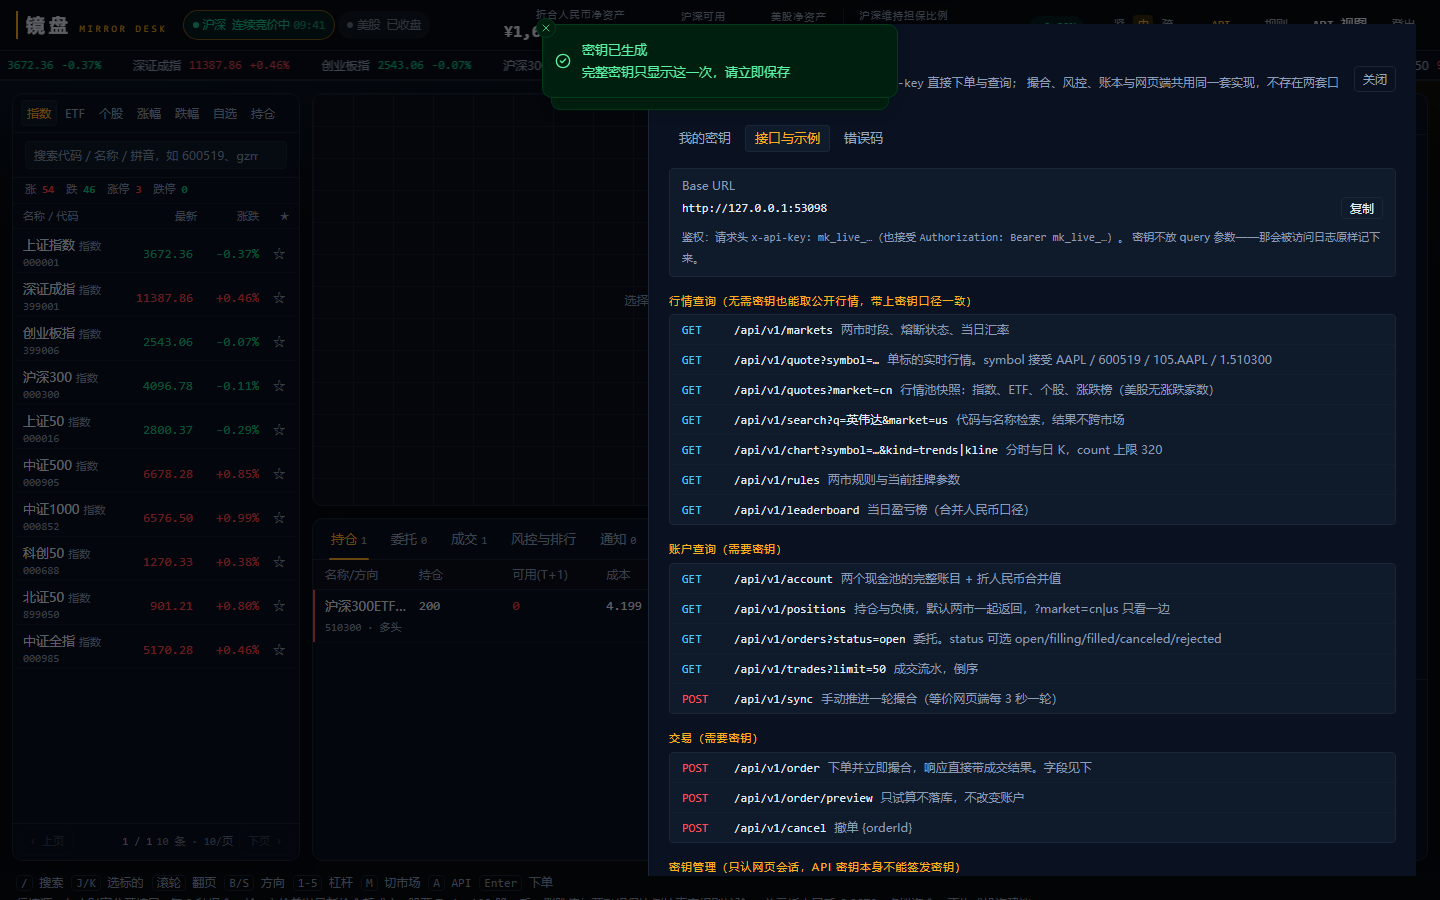 镜盘 MIRROR DESK
沪深 连续竞价中 09:41
美股 已收盘
折合人民币净资产
沪深可用
美股净资产
沪深维持担保比例
3672.36 -0.37% 深证成指 11387.86 +0.46% 创业板指 2543.06 -0.07%
密钥已生成
完整密钥只显示这一次，请立即保存
-key 直接下单与查询；撮合、风控、账本与网页端共用同一套实现，不存在两套口
关闭
指数 ETF 个股 涨幅 跌幅 自选 持仓
搜索代码 / 名称 / 拼音，如 600519、gzm
涨 54 跌 46 涨停 3 跌停 0
名称 / 代码 最新 涨跌 ★
上证指数 指数 3672.36 -0.37% ☆
000001
深证成指 指数 11387.86 +0.46% ☆
399001
创业板指 指数 2543.06 -0.07% ☆
399006
沪深300 指数 4096.78 -0.11% ☆
000300
上证50 指数 2800.37 -0.29% ☆
000016
中证500 指数 6678.28 +0.85% ☆
000905
中证1000 指数 6576.50 +0.99% ☆
000852
科创50 指数 1270.33 +0.38% ☆
000688
北证50 指数 901.21 +0.80% ☆
899050
中证全指 指数 5170.28 +0.46% ☆
000985
‹ 上页 1 / 1 10 条 · 10/页 下页 ›
选择
持仓 1 委托 0 成交 1 风控与排行 通知 0
名称/方向 持仓 可用(T+1) 成本
沪深300ETF... 200 0 4.199
510300 · 多头
我的密钥 接口与示例 错误码
Base URL
http://127.0.0.1:53098
复制
鉴权：请求头 x-api-key: mk_live_…（也接受 Authorization: Bearer mk_live_…）。密钥不放 query 参数——那会被访问日志原样记下
来。
行情查询（无需密钥也能取公开行情，带上密钥口径一致）
GET /api/v1/markets 两市时段、熔断状态、当日汇率
GET /api/v1/quote?symbol=… 单标的实时行情。symbol 接受 AAPL / 600519 / 105.AAPL / 1.510300
GET /api/v1/quotes?market=cn 行情池快照：指数、ETF、个股、涨跌榜（美股无涨跌家数）
GET /api/v1/search?q=英伟达&market=us 代码与名称检索，结果不跨市场
GET /api/v1/chart?symbol=…&kind=trends|kline 分时与日 K，count 上限 320
GET /api/v1/rules 两市规则与当前挂牌参数
GET /api/v1/leaderboard 当日盈亏榜（合并人民币口径）
账户查询（需要密钥）
GET /api/v1/account 两个现金池的完整账目 + 折人民币合并值
GET /api/v1/positions 持仓与负债，默认两市一起返回，?market=cn|us 只看一边
GET /api/v1/orders?status=open 委托。status 可选 open/filling/filled/canceled/rejected
GET /api/v1/trades?limit=50 成交流水，倒序
POST /api/v1/sync 手动推进一轮撮合（等价网页端每 3 秒一轮）
交易（需要密钥）
POST /api/v1/order 下单并立即撮合，响应直接带成交结果。字段见下
POST /api/v1/order/preview 只试算不落库，不改变账户
POST /api/v1/cancel 撤单 {orderId}
密钥管理（只认网页会话，API 密钥本身不能签发密钥）
/ 搜索 J/K 选标的 滚轮 翻页 B/S 方向 1-5 杠杆 M 切市场 A API Enter 下单